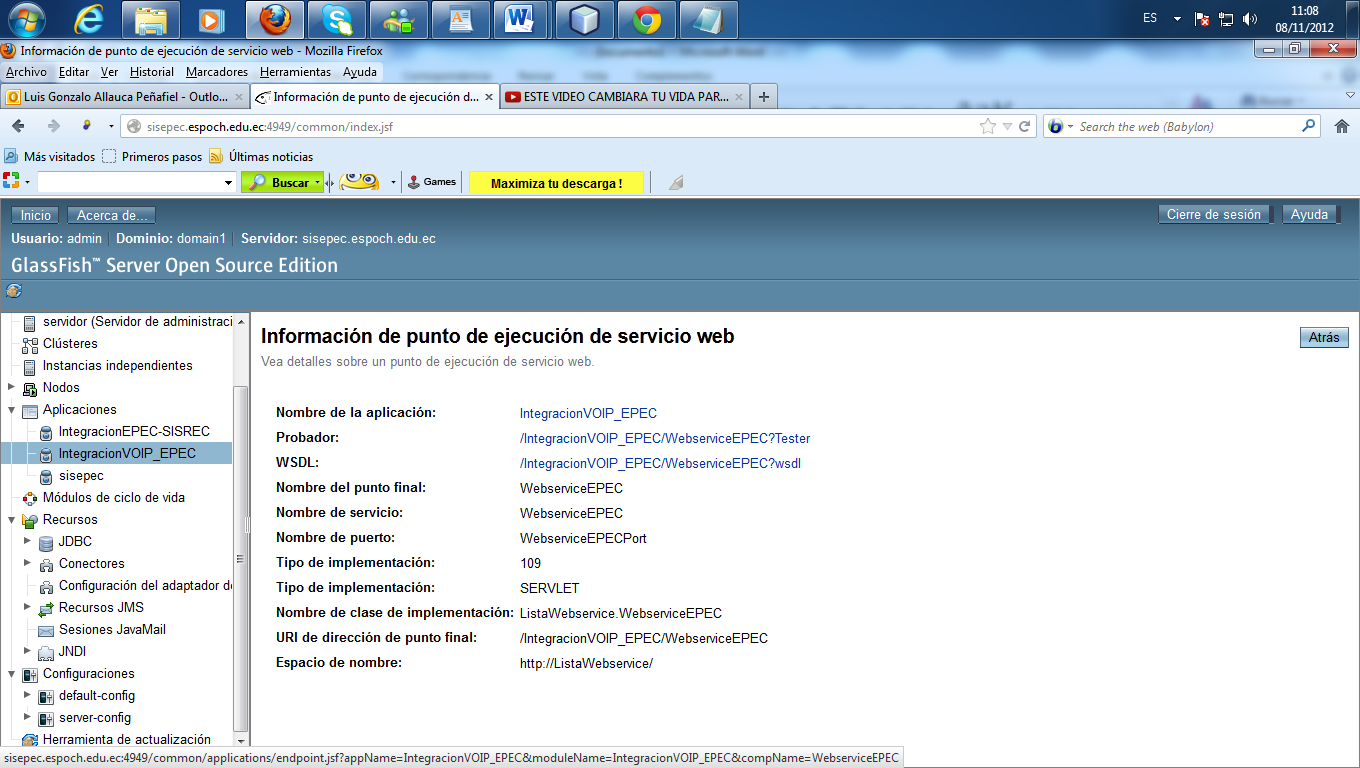 ES
11:08
08/11/2012
Información de punto de ejecución de servicio web - Mozilla Firefox
Archivo Editar Ver Historial Marcadores Herramientas Ayuda
Luis Gonzalo Allauca Peñafiel - Outlo...
Información de punto de ejecución d...
ESTE VIDEO CAMBIARA TU VIDA PAR...
sisepec.espoch.edu.ec:4949/common/index.jsf
Search the web (Babylon)
Más visitados Primeros pasos Últimas noticias
Buscar
Games
Maximiza tu descarga !
Inicio Acerca de...
Cierre de sesión Ayuda
Usuario: admin Dominio: domain1 Servidor: sisepec.espoch.edu.ec
GlassFish™ Server Open Source Edition
servidor (Servidor de administraci
Clústeres
Instancias independientes
Nodos
Aplicaciones
IntegracionEPEC-SISREC
IntegracionVOIP_EPEC
sisepec
Módulos de ciclo de vida
Recursos
JDBC
Conectores
Configuración del adaptador de
Recursos JMS
Sesiones JavaMail
JNDI
Configuraciones
default-config
server-config
Herramienta de actualización
Información de punto de ejecución de servicio web
Atrás
Vea detalles sobre un punto de ejecución de servicio web.
Nombre de la aplicación: IntegracionVOIP_EPEC
Probador: /IntegracionVOIP_EPEC/WebserviceEPEC?Tester
WSDL: /IntegracionVOIP_EPEC/WebserviceEPEC?wsdl
Nombre del punto final: WebserviceEPEC
Nombre de servicio: WebserviceEPEC
Nombre de puerto: WebserviceEPECPort
Tipo de implementación: 109
Tipo de implementación: SERVLET
Nombre de clase de implementación: ListaWebservice.WebserviceEPEC
URI de dirección de punto final: /IntegracionVOIP_EPEC/WebserviceEPEC
Espacio de nombre: http://ListaWebservice/
sisepec.espoch.edu.ec:4949/common/applications/endpoint.jsf?appName=IntegracionVOIP_EPEC&moduleName=IntegracionVOIP_EPEC&compName=WebserviceEPEC